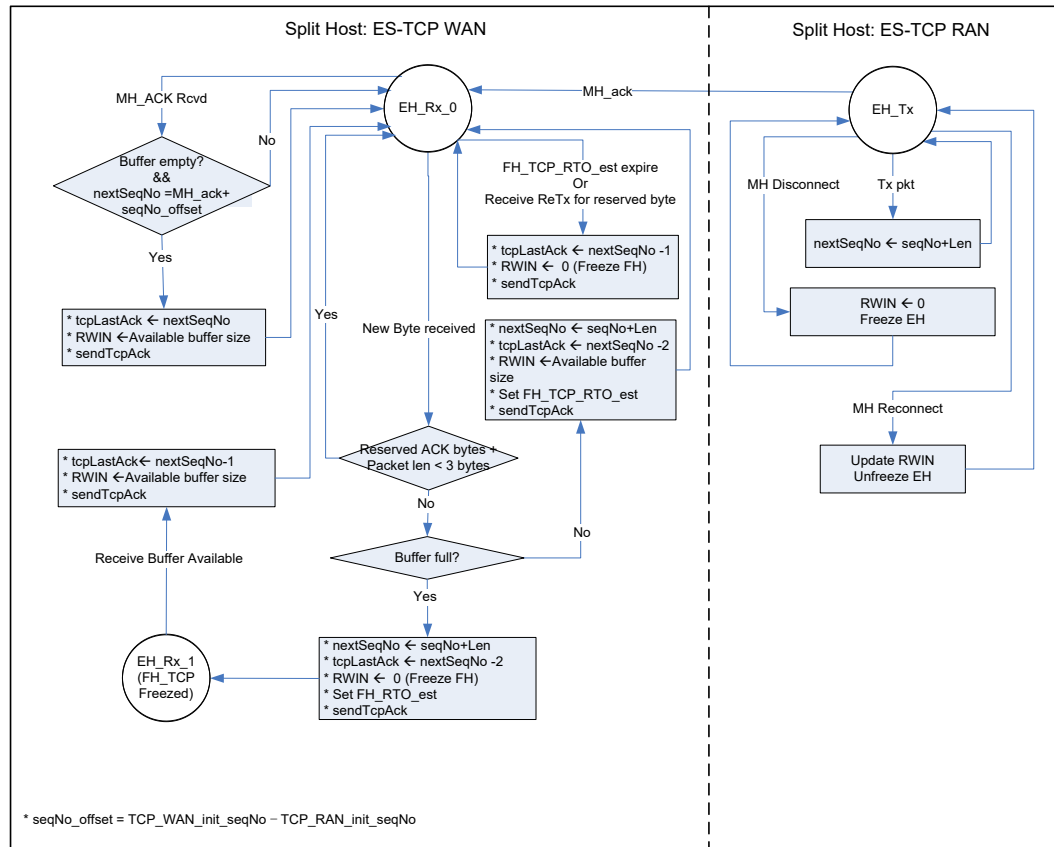 Split Host: ES-TCP WAN
Split Host: ES-TCP RAN
MH_ACK Rcvd
EH_Rx_0
MH_ack
EH_Tx
No
Buffer empty?
&&
nextSeqNo =MH_ack+
seqNo_offset
FH_TCP_RTO_est expire
Or
Receive ReTx for reserved byte
MH Disconnect
Tx pkt
Yes
* tcpLastAck ← nextSeqNo -1
* RWIN ← 0 (Freeze FH)
* sendTcpAck
nextSeqNo ← seqNo+Len
* tcpLastAck ← nextSeqNo
* RWIN ←Available buffer size
* sendTcpAck
Yes
New Byte received
* nextSeqNo ← seqNo+Len
* tcpLastAck ← nextSeqNo -2
* RWIN ←Available buffer
size
* Set FH_TCP_RTO_est
* sendTcpAck
RWIN ← 0
Freeze EH
MH Reconnect
Update RWIN
Unfreeze EH
* tcpLastAck← nextSeqNo-1
* RWIN ←Available buffer size
* sendTcpAck
Reserved ACK bytes +
Packet len < 3 bytes
No
No
Receive Buffer Available
Buffer full?
Yes
EH_Rx_1
(FH_TCP
Freezed)
* nextSeqNo ← seqNo+Len
* tcpLastAck ← nextSeqNo -2
* RWIN ← 0 (Freeze FH)
* Set FH_RTO_est
* sendTcpAck
* seqNo_offset = TCP_WAN_init_seqNo − TCP_RAN_init_seqNo